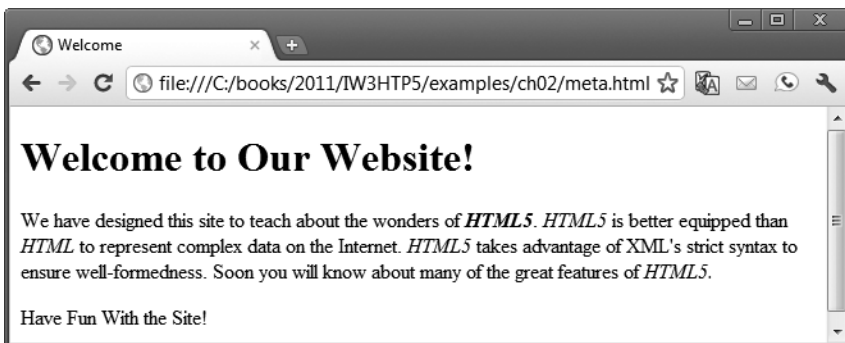 Welcome
file:///C:/books/2011/IW3HTP5/examples/ch02/meta.html
Welcome to Our Website!
We have designed this site to teach about the wonders of HTML5. HTML5 is better equipped than
HTML to represent complex data on the Internet. HTML5 takes advantage of XML's strict syntax to
ensure well-formedness. Soon you will know about many of the great features of HTML5.
Have Fun With the Site!